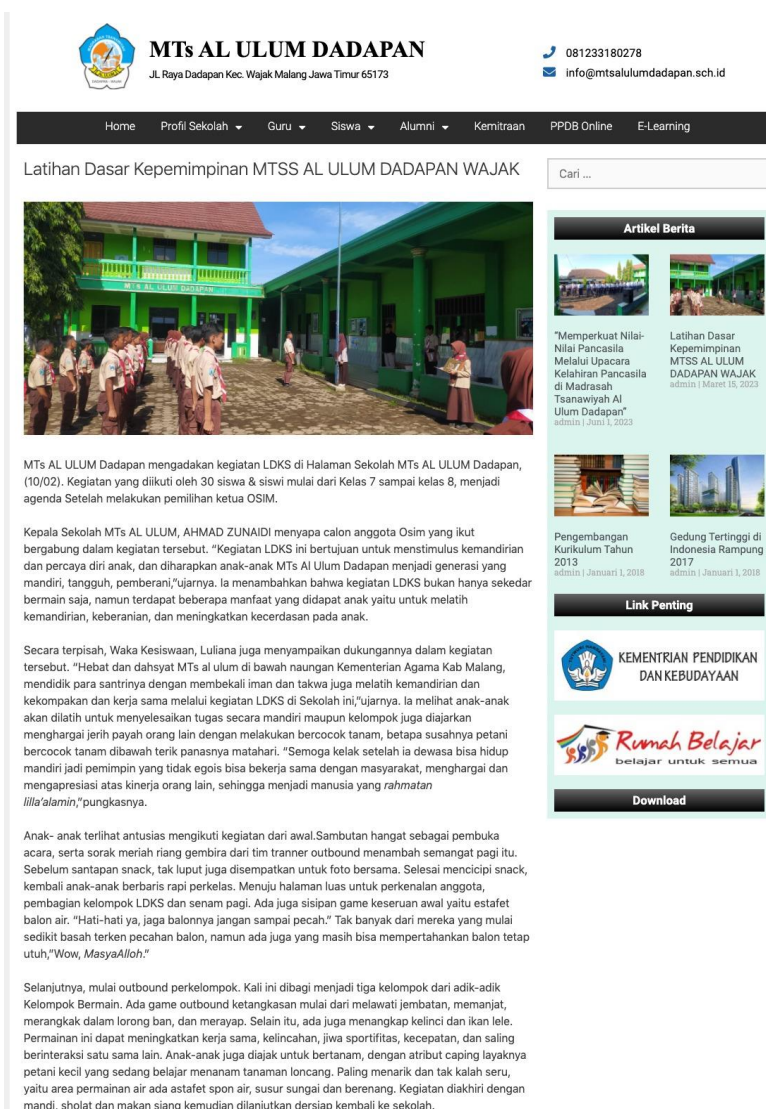 MTs AL ULUM DADAPAN
JL Raya Dadapan Kec. Wajak Malang Jawa Timur 65173
081233180278
info@mtsalulumdadapan.sch.id
Home Profil Sekolah Guru Siswa Alumni Kemitraan PPDB Online E-Learning
Latihan Dasar Kepemimpinan MTSS AL ULUM DADAPAN WAJAK
MTS AL ULUM DADAPAN
MTs AL ULUM Dadapan mengadakan kegiatan LDKS di Halaman Sekolah MTs AL ULUM Dadapan,
(10/02). Kegiatan yang diikuti oleh 30 siswa & siswi mulai dari Kelas 7 sampai kelas 8, menjadi
agenda Setelah melakukan pemilihan ketua OSIM.
Kepala Sekolah MTs AL ULUM, AHMAD ZUNAIDI menyapa calon anggota Osim yang ikut
bergabung dalam kegiatan tersebut. “Kegiatan LDKS ini bertujuan untuk menstimulus kemandirian
dan percaya diri anak, dan diharapkan anak-anak MTs Al Ulum Dadapan menjadi generasi yang
mandiri, tangguh, pemberani,”ujarnya. Ia menambahkan bahwa kegiatan LDKS bukan hanya sekedar
bermain saja, namun terdapat beberapa manfaat yang didapat anak yaitu untuk melatih
kemandirian, keberanian, dan meningkatkan kecerdasan pada anak.
Secara terpisah, Waka Kesiswaan, Luliana juga menyampaikan dukungannya dalam kegiatan
tersebut. “Hebat dan dahsyat MTs al ulum di bawah naungan Kementerian Agama Kab Malang,
mendidik para santrinya dengan membekali iman dan takwa juga melatih kemandirian dan
kekompakan dan kerja sama melalui kegiatan LDKS di Sekolah ini,”ujarnya. Ia melihat anak-anak
akan dilatih untuk menyelesaikan tugas secara mandiri maupun kelompok juga diajarkan
menghargai jerih payah orang lain dengan melakukan bercocok tanam, betapa susahnya petani
bercocok tanam dibawah terik panasnya matahari. “Semoga kelak setelah ia dewasa bisa hidup
mandiri jadi pemimpin yang tidak egois bisa bekerja sama dengan masyarakat, menghargai dan
mengapresiasi atas kinerja orang lain, sehingga menjadi manusia yang rahmatan
lilla’alamin,”pungkasnya.
Anak- anak terlihat antusias mengikuti kegiatan dari awal.Sambutan hangat sebagai pembuka
acara, serta sorak meriah riang gembira dari tim tranner outbound menambah semangat pagi itu.
Sebelum santapan snack, tak luput juga disempatkan untuk foto bersama. Selesai mencicipi snack,
kembali anak-anak berbaris rapi perkelas. Menuju halaman luas untuk perkenalan anggota,
pembagian kelompok LDKS dan senam pagi. Ada juga sisipan game keseruan awal yaitu estafet
balon air. “Hati-hati ya, jaga balonnya jangan sampai pecah.” Tak banyak dari mereka yang mulai
sedikit basah terken pecahan balon, namun ada juga yang masih bisa mempertahankan balon tetap
utuh,”Wow, MasyaAlloh.”
Selanjutnya, mulai outbound perkelompok. Kali ini dibagi menjadi tiga kelompok dari adik-adik
Kelompok Bermain. Ada game outbound ketangkasan mulai dari melawati jembatan, memanjat,
merangkak dalam lorong ban, dan merayap. Selain itu, ada juga menangkap kelinci dan ikan lele.
Permainan ini dapat meningkatkan kerja sama, kelincahan, jiwa sportifitas, kecepatan, dan saling
berinteraksi satu sama lain. Anak-anak juga diajak untuk bertanam, dengan atribut caping layaknya
petani kecil yang sedang belajar menanam tanaman loncang. Paling menarik dan tak kalah seru,
yaitu area permainan air ada astafet spon air, susur sungai dan berenang. Kegiatan diakhiri dengan
mandi, sholat dan makan siang kemudian dilanjutkan dersiap kembali ke sekolah.
Cari ...
Artikel Berita
“Memperkuat Nilai-
Nilai Pancasila
Melalui Upacara
Kelahiran Pancasila
di Madrasah
Tsanawiyah Al
Ulum Dadapan”
admin | Juni 1, 2023
Latihan Dasar
Kepemimpinan
MTSS AL ULUM
DADAPAN WAJAK
admin | Maret 15, 2023
Pengembangan
Kurikulum Tahun
2013
admin | Januari 1, 2018
Gedung Tertinggi di
Indonesia Rampung
2017
admin | Januari 1, 2018
Link Penting
KEMENTRIAN PENDIDIKAN
DAN KEBUDAYAAN
Rumah Belajar
belajar untuk semua
Download